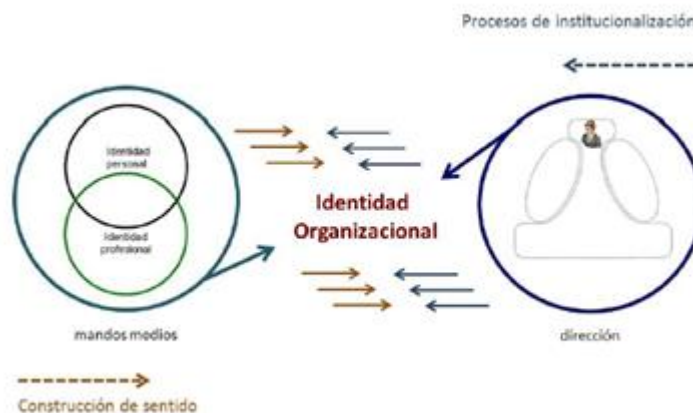 Procesos de institucionalización
Identidad
personal
Identidad
profesional
Identidad
Organizacional
mandos medios
dirección
Construcción de sentido